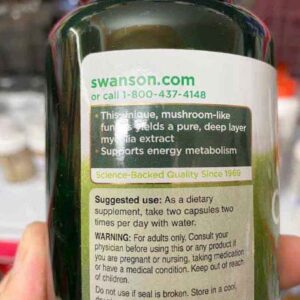 swanson.com
or call 1-800-437-4148
• This unique, mushroom-like
fungus yields a pure, deep layer
mycelia extract
• Supports energy metabolism
Science-Backed Quality Since 1969
Suggested use: As a dietary
supplement, take two capsules two
times per day with water.
WARNING: For adults only. Consult your
physician before using this or any product if
you are pregnant or nursing, taking medication
or have a medical condition. Keep out of reach
of children.
Do not use if seal is broken. Store in a cool,